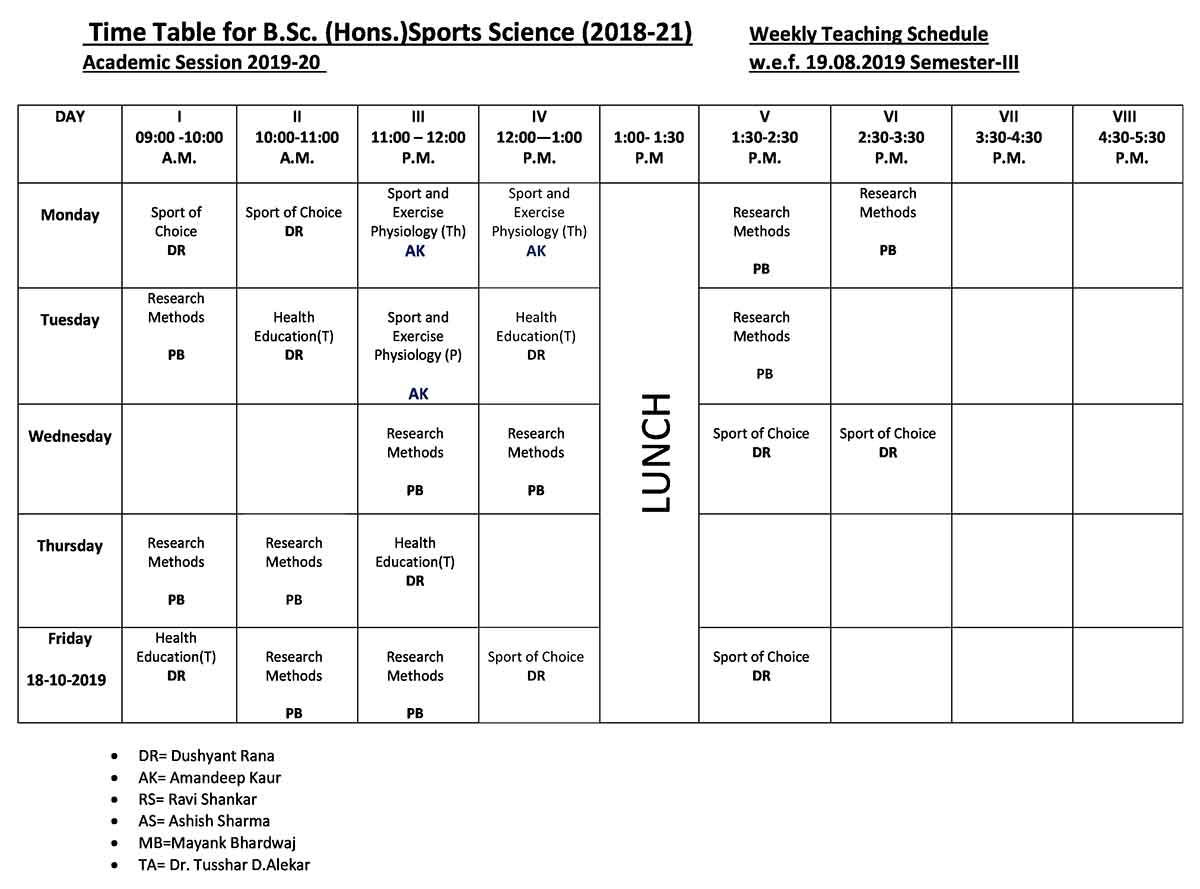 Time Table for B.Sc. (Hons.)Sports Science (2018-21) Weekly Teaching Schedule
Academic Session 2019-20 w.e.f. 19.08.2019 Semester-III
DAY I II III IV V VI VII VIII
09:00 -10:00 10:00-11:00 11:00 – 12:00 12:00—1:00 1:00- 1:30 1:30-2:30 2:30-3:30 3:30-4:30 4:30-5:30
A.M. A.M. P.M. P.M. P.M P.M. P.M. P.M. P.M.
Monday
Sport of
Choice
DR
Sport of Choice
DR
Sport and
Exercise
Physiology (Th)
AK
Sport and
Exercise
Physiology (Th)
AK
LUNCH
Research
Methods
PB
Research
Methods
PB
Tuesday
Research
Methods
PB
Health
Education(T)
DR
Sport and
Exercise
Physiology (P)
AK
Health
Education(T)
DR
Research
Methods
PB
Wednesday
Research
Methods
PB
Research
Methods
PB
Sport of Choice
DR
Sport of Choice
DR
Thursday
Research
Methods
PB
Research
Methods
PB
Health
Education(T)
DR
Friday
18-10-2019
Health
Education(T)
DR
Research
Methods
PB
Research
Methods
PB
Sport of Choice
DR
Sport of Choice
DR
• DR= Dushyant Rana
• AK= Amandeep Kaur
• RS= Ravi Shankar
• AS= Ashish Sharma
• MB=Mayank Bhardwaj
• TA= Dr. Tusshar D.Alekar